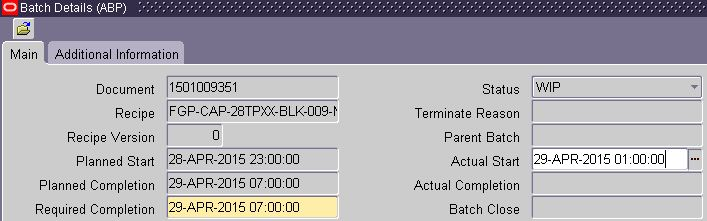 Batch Details (ABP)
Main Additional Information
Document 1501009351 Status WIP
Recipe FGP-CAP-28TPXX-BLK-009-N Terminate Reason
Recipe Version 0 Parent Batch
Planned Start 28-APR-2015 23:00:00 Actual Start 29-APR-2015 01:00:00 ...
Planned Completion 29-APR-2015 07:00:00 Actual Completion
Required Completion 29-APR-2015 07:00:00 Batch Close